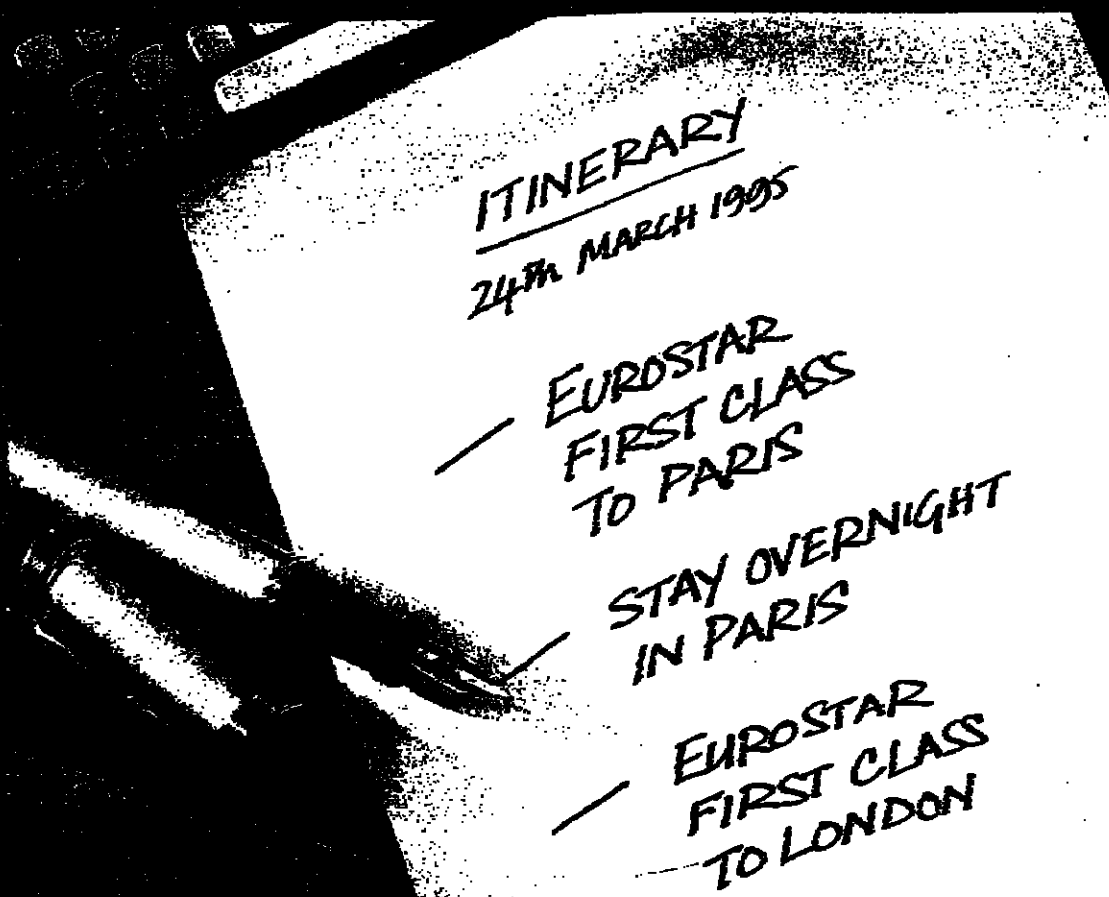 ITINERARY
24TH MARCH 1995
EUROSTAR
FIRST CLASS
TO PARIS
STAY OVERNIGHT
IN PARIS
EUROSTAR
FIRST CLASS
TO LONDON